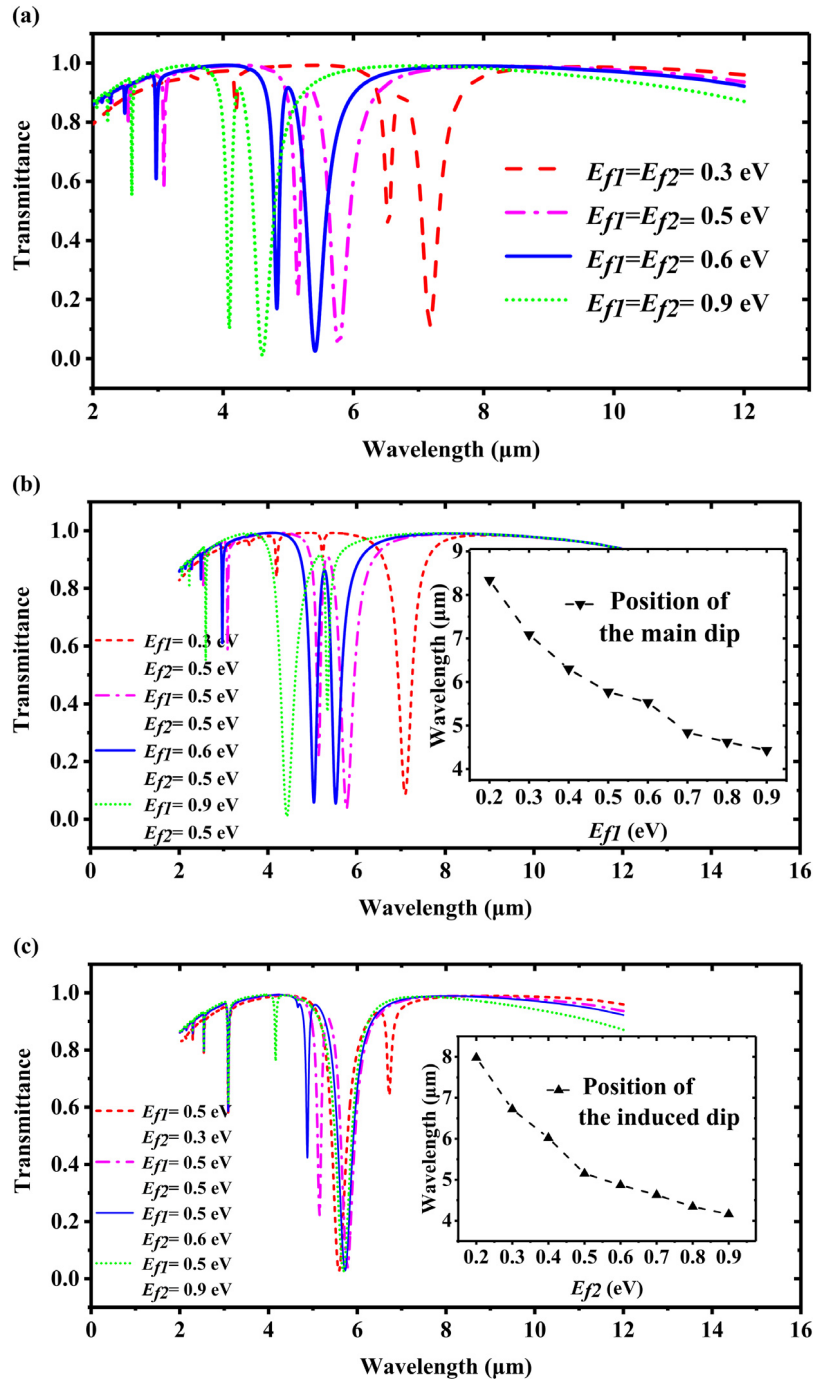 (a)
1.0
0.8
0.6
0.4
0.2
0.0
Transmittance
Ef1=Ef2= 0.3 eV
Ef1=Ef2= 0.5 eV
Ef1=Ef2= 0.6 eV
Ef1=Ef2= 0.9 eV
2 4 6 8 10 12
Wavelength (μm)
(b)
1.0
0.8
0.6
0.4
0.2
0.0
Transmittance
Ef1= 0.3 eV
Ef2= 0.5 eV
Ef1= 0.5 eV
Ef2= 0.5 eV
Ef1= 0.6 eV
Ef2= 0.5 eV
Ef1= 0.9 eV
Ef2= 0.5 eV
9
8
7
6
5
4
Wavelength (μm)
Position of
the main dip
0.2 0.3 0.4 0.5 0.6 0.7 0.8 0.9
Ef1 (eV)
0 2 4 6 8 10 12 14 16
Wavelength (μm)
(c)
1.0
0.8
0.6
0.4
0.2
0.0
Transmittance
Ef1= 0.5 eV
Ef2= 0.3 eV
Ef1= 0.5 eV
Ef2= 0.5 eV
Ef1= 0.5 eV
Ef2= 0.6 eV
Ef1= 0.5 eV
Ef2= 0.9 eV
8
7
6
5
4
Wavelength (μm)
Position of
the induced dip
0.2 0.3 0.4 0.5 0.6 0.7 0.8 0.9
Ef2 (eV)
0 2 4 6 8 10 12 14 16
Wavelength (μm)